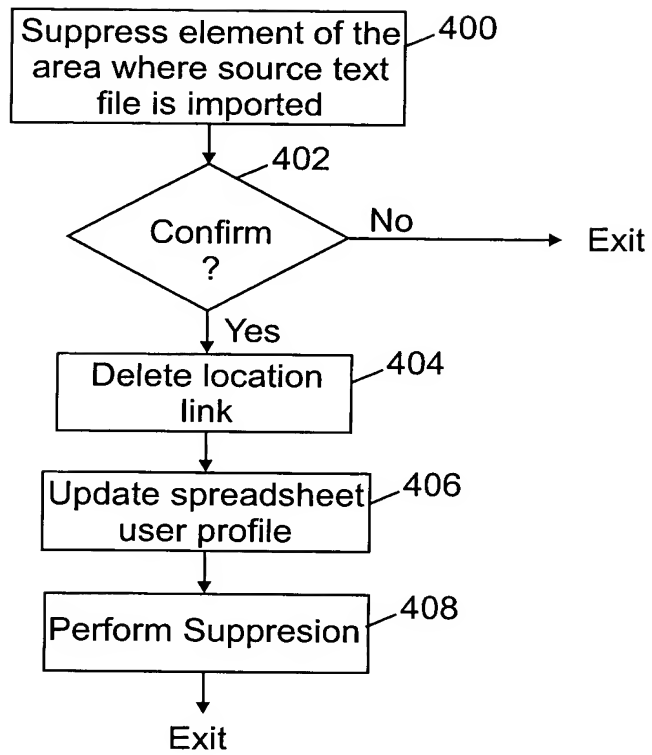 Suppress element of the
area where source text
file is imported
400
402
Confirm
?
No
Exit
Yes
Delete location
link
404
Update spreadsheet
user profile
406
Perform Suppresion
408
Exit